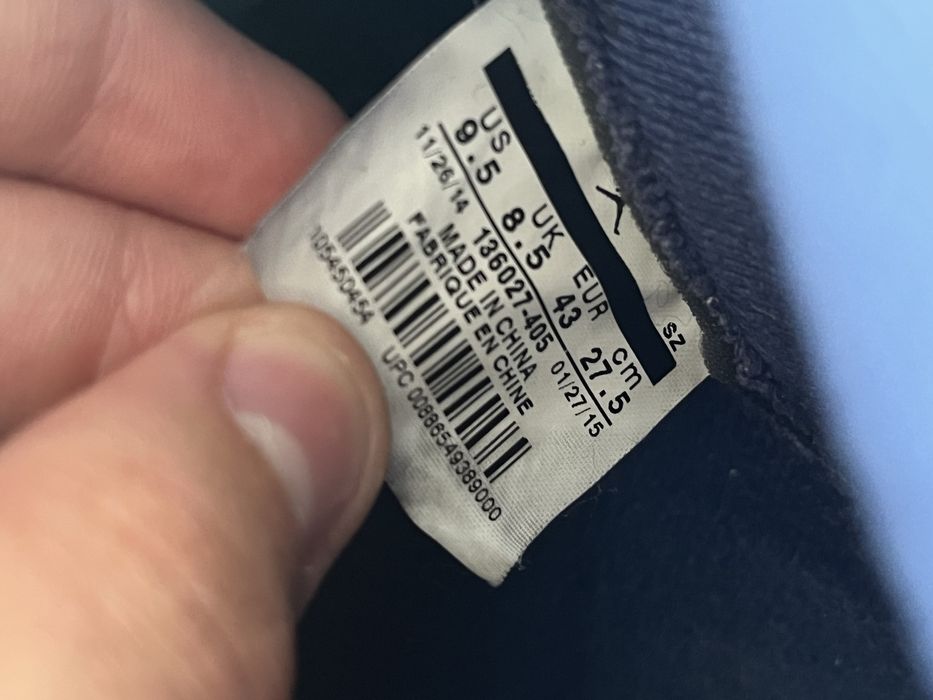 US UK EUR cm
9.5 8.5 43 27.5
11/26/14 136027-405 01/27/15
MADE IN CHINA
FABRIQUE EN CHINE
UPC 00886549389000
SZ